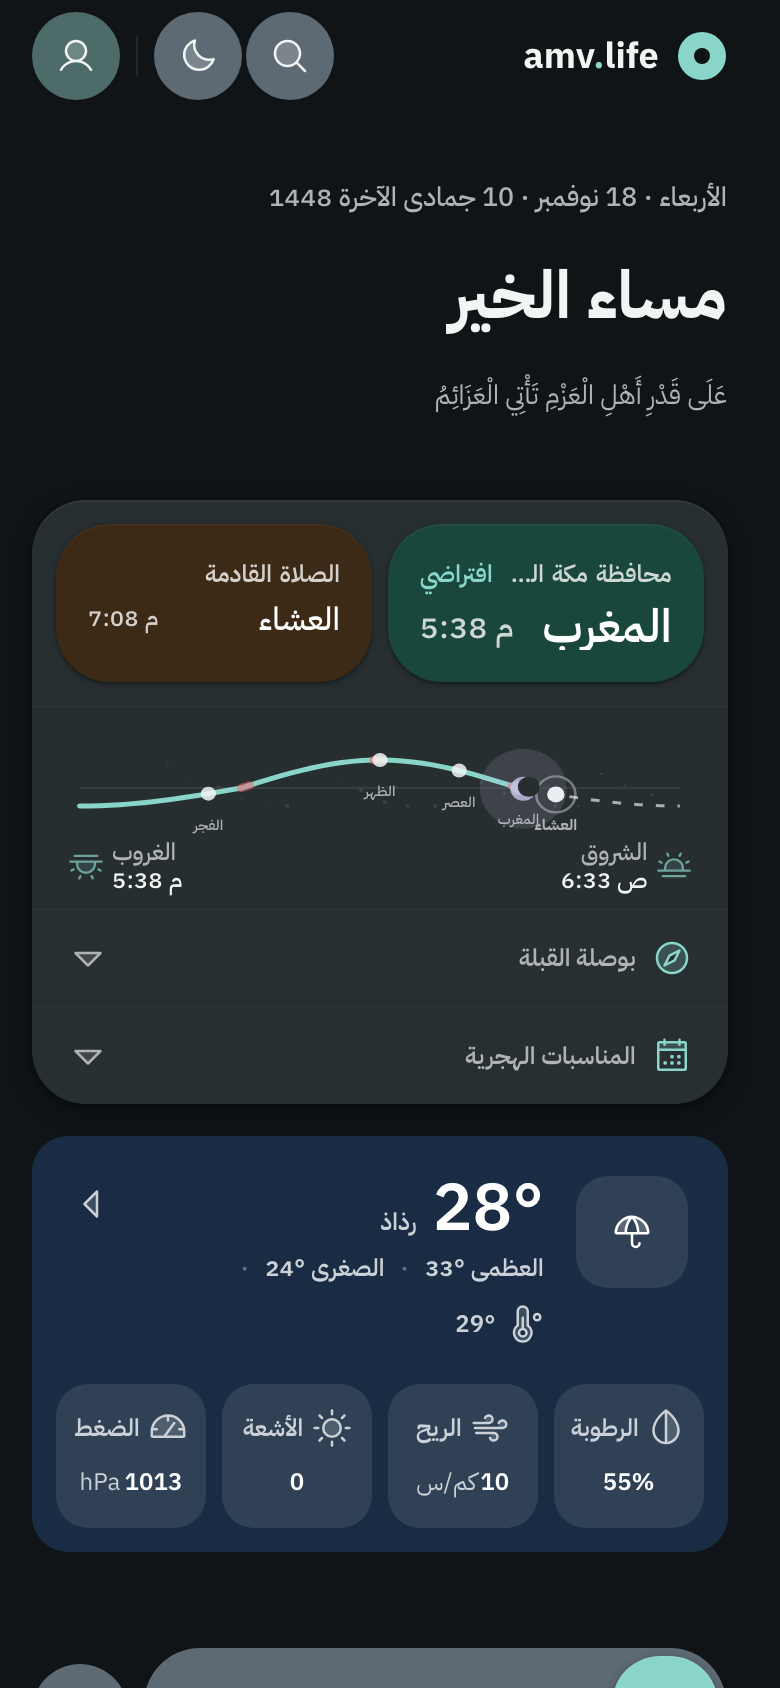 amv.life
الأربعاء · 18 نوفمبر · 10 جمادى الآخرة 1448
مساء الخير
عَلَى قَدْرِ أَهْلِ الْعَزْمِ تَأْتِي الْعَزَائِمُ
محافظة مكة الـ... افتراضي
المغرب 5:38 م
الصلاة القادمة
العشاء 7:08 م
الفجر
الظهر
العصر
المغرب
العشاء
الشروق
6:33 ص
الغروب
5:38 م
بوصلة القبلة
المناسبات الهجرية
28° رذاذ
العظمى 33° · الصغرى 24° ·
29°
الرطوبة
55%
الريح
10 كم/س
الأشعة
0
الضغط
1013 hPa